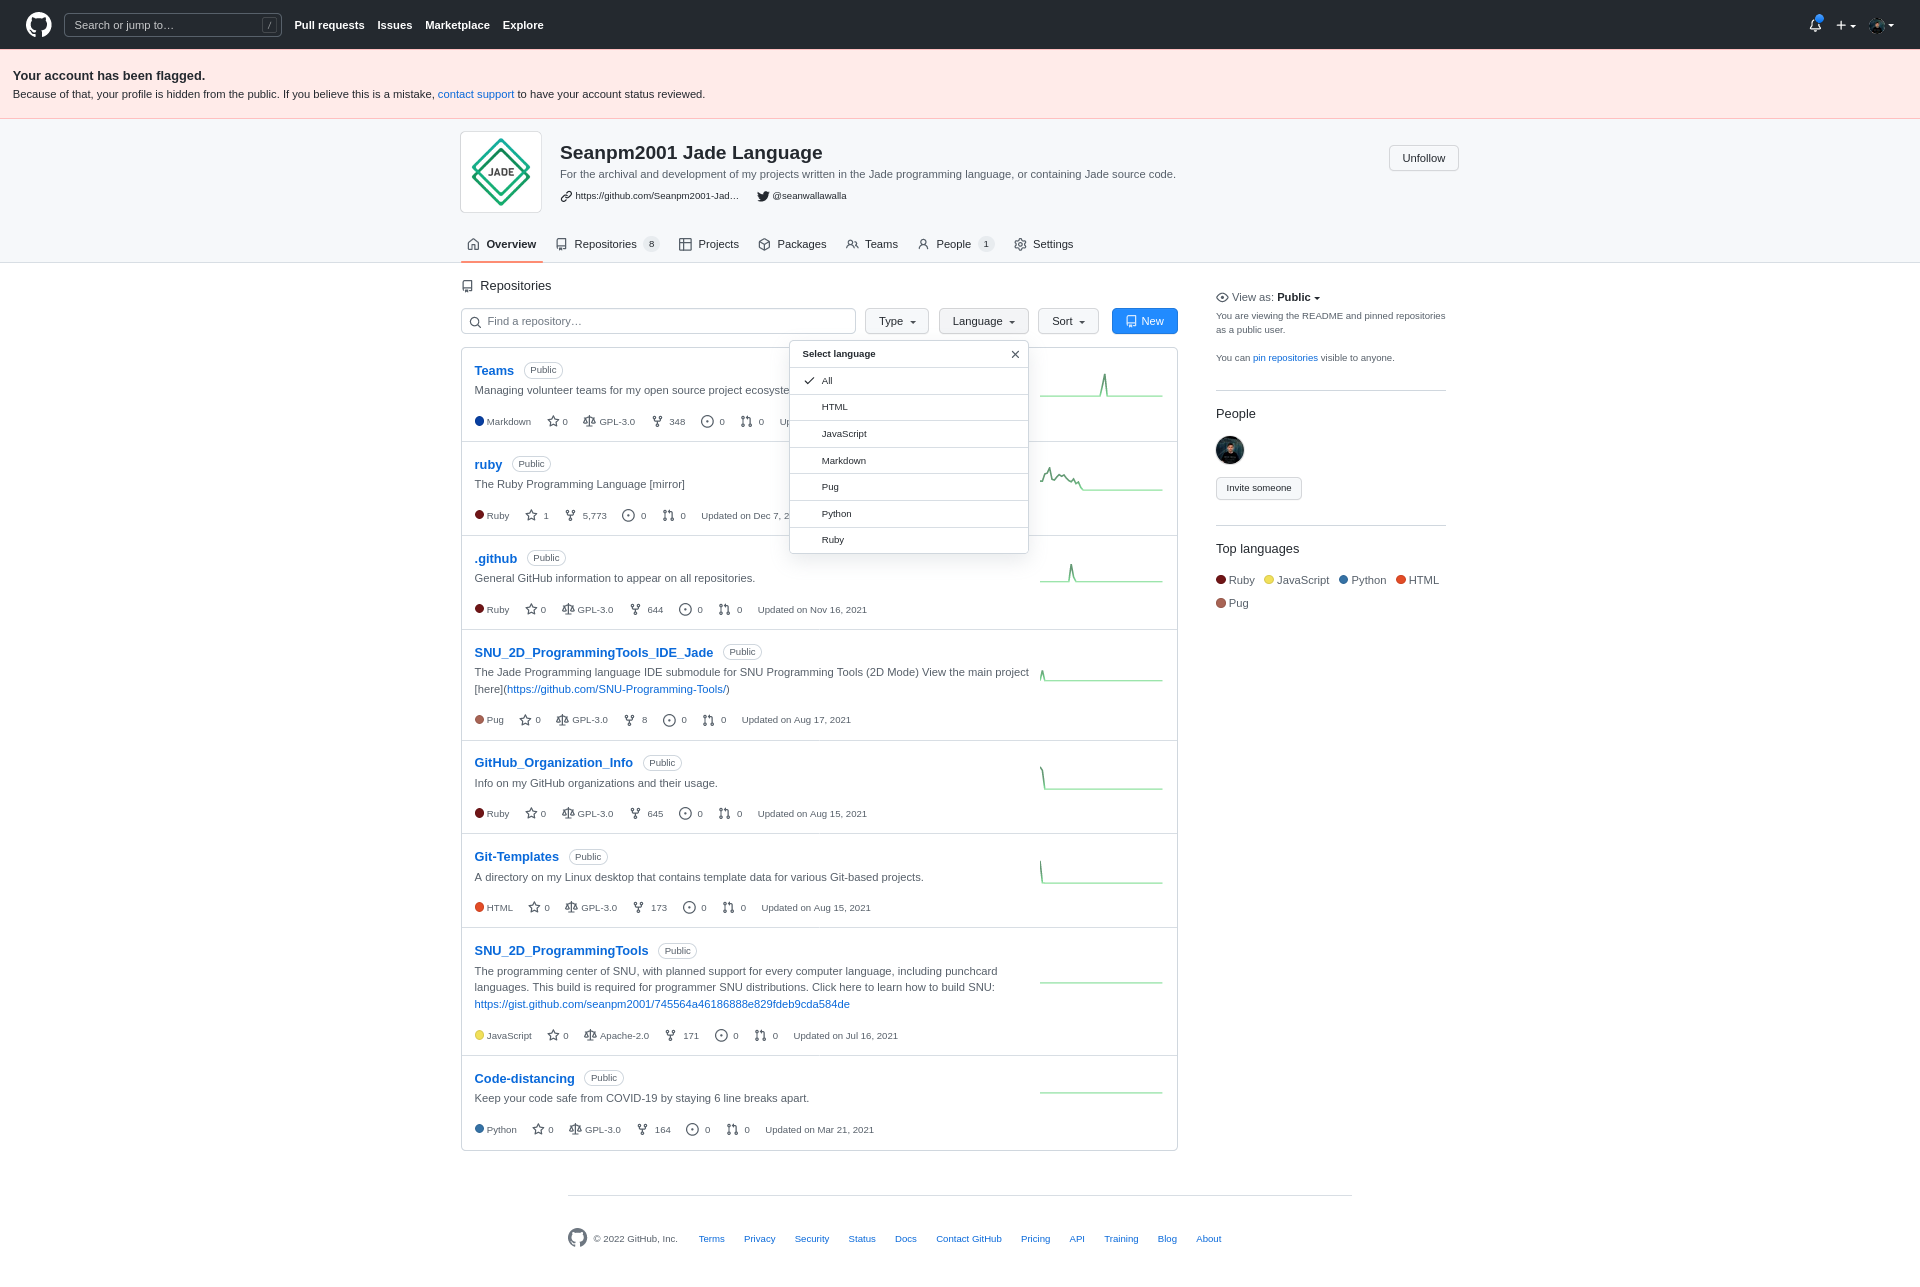 Search or jump to…
/
Pull requests
Issues
Marketplace
Explore
Your account has been flagged.
Because of that, your profile is hidden from the public. If you believe this is a mistake, contact support to have your account status reviewed.
JADE
Seanpm2001 Jade Language
For the archival and development of my projects written in the Jade programming language, or containing Jade source code.
https://github.com/Seanpm2001-Jad…
@seanwallawalla
Unfollow
Overview
Repositories 8
Projects
Packages
Teams
People 1
Settings
Repositories
Find a repository…
Type
Language
Sort
New
Select language
All
HTML
JavaScript
Markdown
Pug
Python
Ruby
Teams Public
Managing volunteer teams for my open source project ecosyste
Markdown 0 GPL-3.0 348 0 0 Up
ruby Public
The Ruby Programming Language [mirror]
Ruby 1 5,773 0 0 Updated on Dec 7, 2
.github Public
General GitHub information to appear on all repositories.
Ruby 0 GPL-3.0 644 0 0 Updated on Nov 16, 2021
SNU_2D_ProgrammingTools_IDE_Jade Public
The Jade Programming language IDE submodule for SNU Programming Tools (2D Mode) View the main project
[here](https://github.com/SNU-Programming-Tools/)
Pug 0 GPL-3.0 8 0 0 Updated on Aug 17, 2021
GitHub_Organization_Info Public
Info on my GitHub organizations and their usage.
Ruby 0 GPL-3.0 645 0 0 Updated on Aug 15, 2021
Git-Templates Public
A directory on my Linux desktop that contains template data for various Git-based projects.
HTML 0 GPL-3.0 173 0 0 Updated on Aug 15, 2021
SNU_2D_ProgrammingTools Public
The programming center of SNU, with planned support for every computer language, including punchcard
languages. This build is required for programmer SNU distributions. Click here to learn how to build SNU:
https://gist.github.com/seanpm2001/745564a46186888e829fdeb9cda584de
JavaScript 0 Apache-2.0 171 0 0 Updated on Jul 16, 2021
Code-distancing Public
Keep your code safe from COVID-19 by staying 6 line breaks apart.
Python 0 GPL-3.0 164 0 0 Updated on Mar 21, 2021
View as: Public
You are viewing the README and pinned repositories
as a public user.
You can pin repositories visible to anyone.
People
Invite someone
Top languages
Ruby JavaScript Python HTML
Pug
© 2022 GitHub, Inc. Terms Privacy Security Status Docs Contact GitHub Pricing API Training Blog About